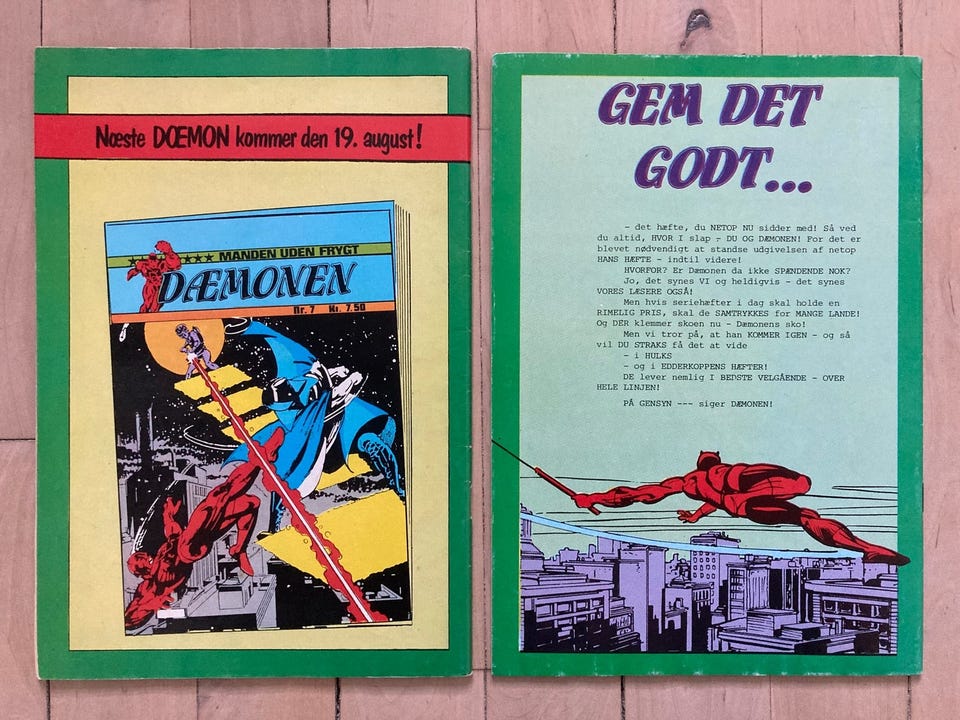 Næste DÆMON kommer den 19. august!
★★★★★★★ MANDEN UDEN FRYGT
DÆMONEN
Nr. 7 Kr. 7.50
GEM DET
GODT...
- det hæfte, du NETOP NU sidder med! Så ved
du altid, HVOR I slap - DU OG DÆMONEN! For det er
blevet nødvendigt at standse udgivelsen af netop
HANS HÆFTE - indtil videre!
HVORFOR? Er Dæmonen da ikke SPÆNDENDE NOK?
Jo, det synes VI og heldigvis - det synes
VORES LÆSERE OGSÅ!
Men hvis seriehæfter i dag skal holde en
RIMELIG PRIS, skal de SAMTRYKKES for MANGE LANDE!
Og DER klemmer skoen nu - Dæmonens sko!
Men vi tror på, at han KOMMER IGEN - og så
vil DU STRAKS få det at vide
- i HULKS
- og i EDDERKOPPENS HÆFTER!
DE lever nemlig I BEDSTE VELGÅENDE - OVER
HELE LINJEN!
PÅ GENSYN --- siger DÆMONEN!